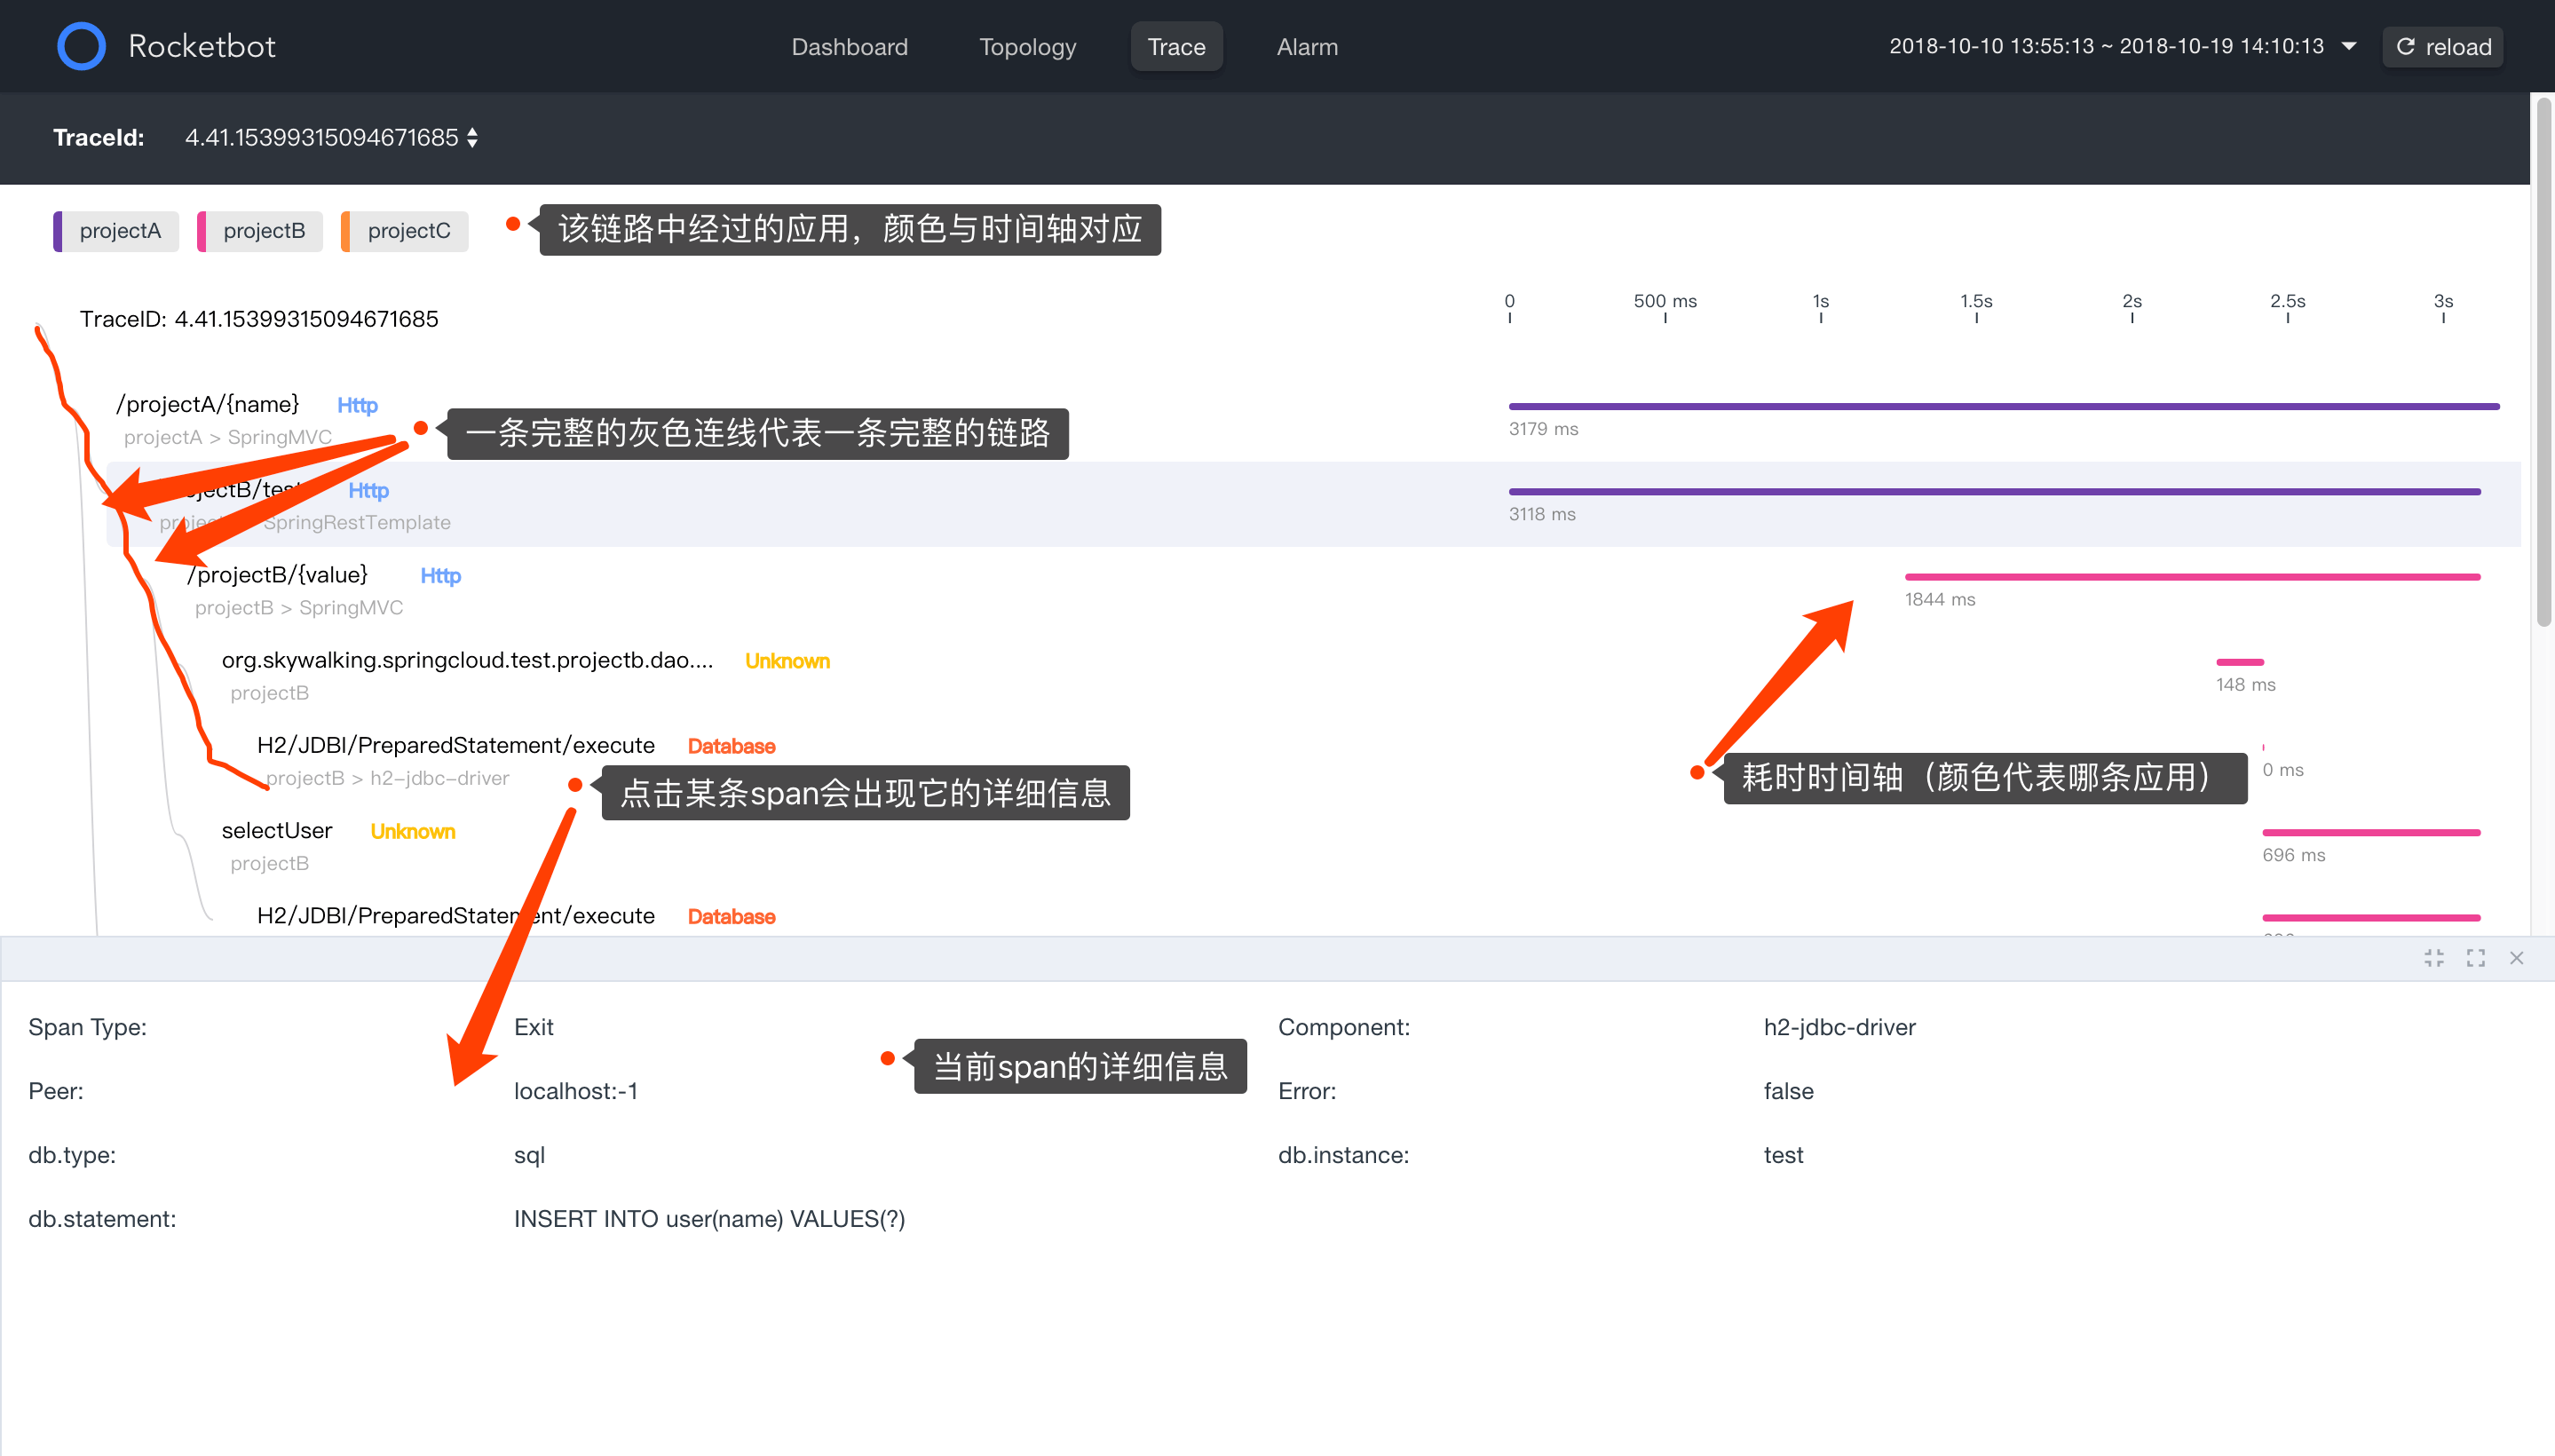 Rocketbot
Dashboard
Topology
Trace
Alarm
2018-10-10 13:55:13 ~ 2018-10-19 14:10:13
reload
TraceId:
4.41.15399315094671685
projectA
projectB
projectC
该链路中经过的应用，颜色与时间轴对应
TraceID: 4.41.15399315094671685
0
500 ms
1s
1.5s
2s
2.5s
3s
/projectA/{name}
Http
projectA > SpringMVC
一条完整的灰色连线代表一条完整的链路
3179 ms
Http
SpringRestTemplate
3118 ms
/projectB/{value}
Http
projectB > SpringMVC
1844 ms
org.skywalking.springcloud.test.projectb.dao....
Unknown
projectB
148 ms
H2/JDBI/PreparedStatement/execute
Database
projectB > h2-jdbc-driver
点击某条span会出现它的详细信息
耗时时间轴（颜色代表哪条应用）
0 ms
selectUser
Unknown
projectB
696 ms
H2/JDBI/PreparedStatement/execute
Database
Span Type:
Exit
Component:
h2-jdbc-driver
当前span的详细信息
Peer:
localhost:-1
Error:
false
db.type:
sql
db.instance:
test
db.statement:
INSERT INTO user(name) VALUES(?)